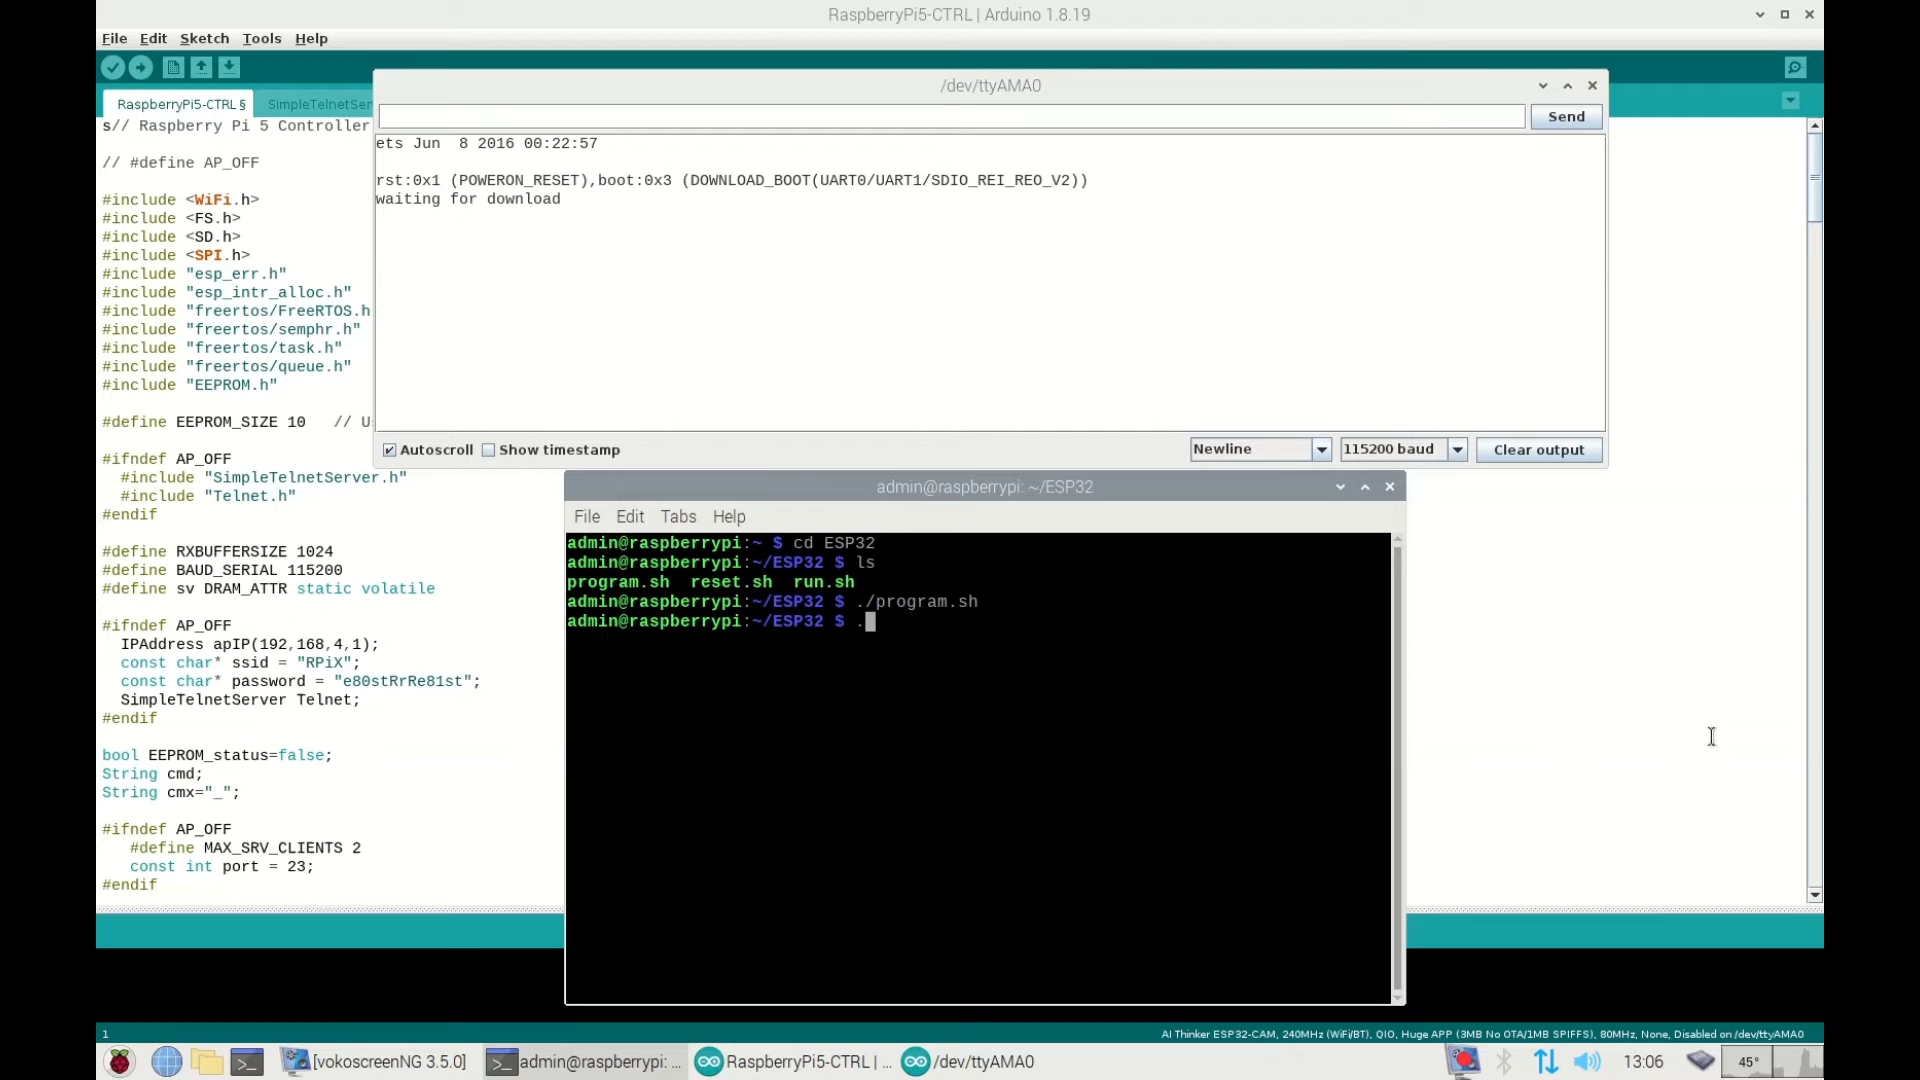 RaspberryPi5-CTRL | Arduino 1.8.19
File Edit Sketch Tools Help
RaspberryPi5-CTRL §
SimpleTelnetSer
s// Raspberry Pi 5 Controller
// #define AP_OFF
#include <WiFi.h>
#include <FS.h>
#include <SD.h>
#include <SPI.h>
#include "esp_err.h"
#include "esp_intr_alloc.h"
#include "freertos/FreeRTOS.h
#include "freertos/semphr.h"
#include "freertos/task.h"
#include "freertos/queue.h"
#include "EEPROM.h"
#define EEPROM_SIZE 10 // U
#ifndef AP_OFF
#include "SimpleTelnetServer.h"
#include "Telnet.h"
#endif
#define RXBUFFERSIZE 1024
#define BAUD_SERIAL 115200
#define sv DRAM_ATTR static volatile
#ifndef AP_OFF
IPAddress apIP(192,168,4,1);
const char* ssid = "RPiX";
const char* password = "e80stRrRe81st";
SimpleTelnetServer Telnet;
#endif
bool EEPROM_status=false;
String cmd;
String cmx="_";
#ifndef AP_OFF
#define MAX_SRV_CLIENTS 2
const int port = 23;
#endif
/dev/ttyAMA0
Send
ets Jun 8 2016 00:22:57
rst:0x1 (POWERON_RESET),boot:0x3 (DOWNLOAD_BOOT(UART0/UART1/SDIO_REI_REO_V2))
waiting for download
Autoscroll Show timestamp
Newline
115200 baud
Clear output
admin@raspberrypi: ~/ESP32
File Edit Tabs Help
admin@raspberrypi:~ $ cd ESP32
admin@raspberrypi:~/ESP32 $ ls
program.sh reset.sh run.sh
admin@raspberrypi:~/ESP32 $ ./program.sh
admin@raspberrypi:~/ESP32 $ .
1
AI Thinker ESP32-CAM, 240MHz (WiFi/BT), QIO, Huge APP (3MB No OTA/1MB SPIFFS), 80MHz, None, Disabled on /dev/ttyAMA0
[vokoscreenNG 3.5.0]
admin@raspberrypi: ...
RaspberryPi5-CTRL | ...
/dev/ttyAMA0
13:06
45°